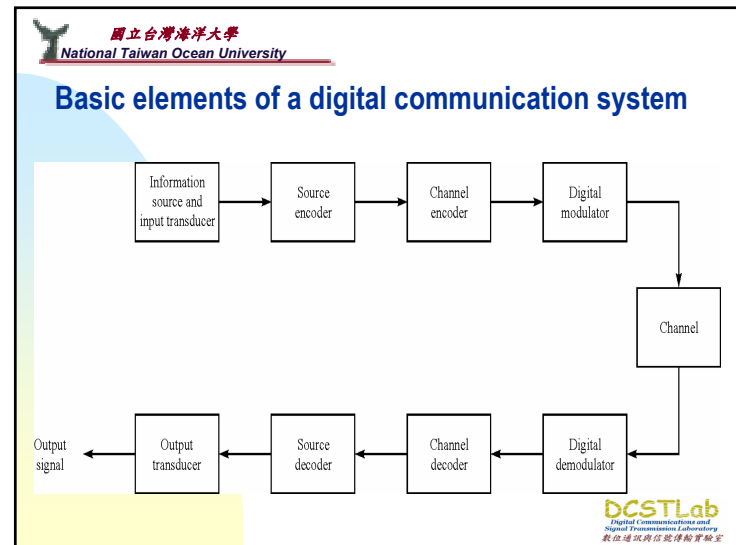 國立台灣海洋大學
National Taiwan Ocean University
Basic elements of a digital communication system
Information
source and
input transducer
Source
encoder
Channel
encoder
Digital
modulator
Channel
Output
signal
Output
transducer
Source
decoder
Channel
decoder
Digital
demodulator
DCSTLab
Digital Communications and
Signal Transmission Laboratory
數位通訊與信號傳輸實驗室